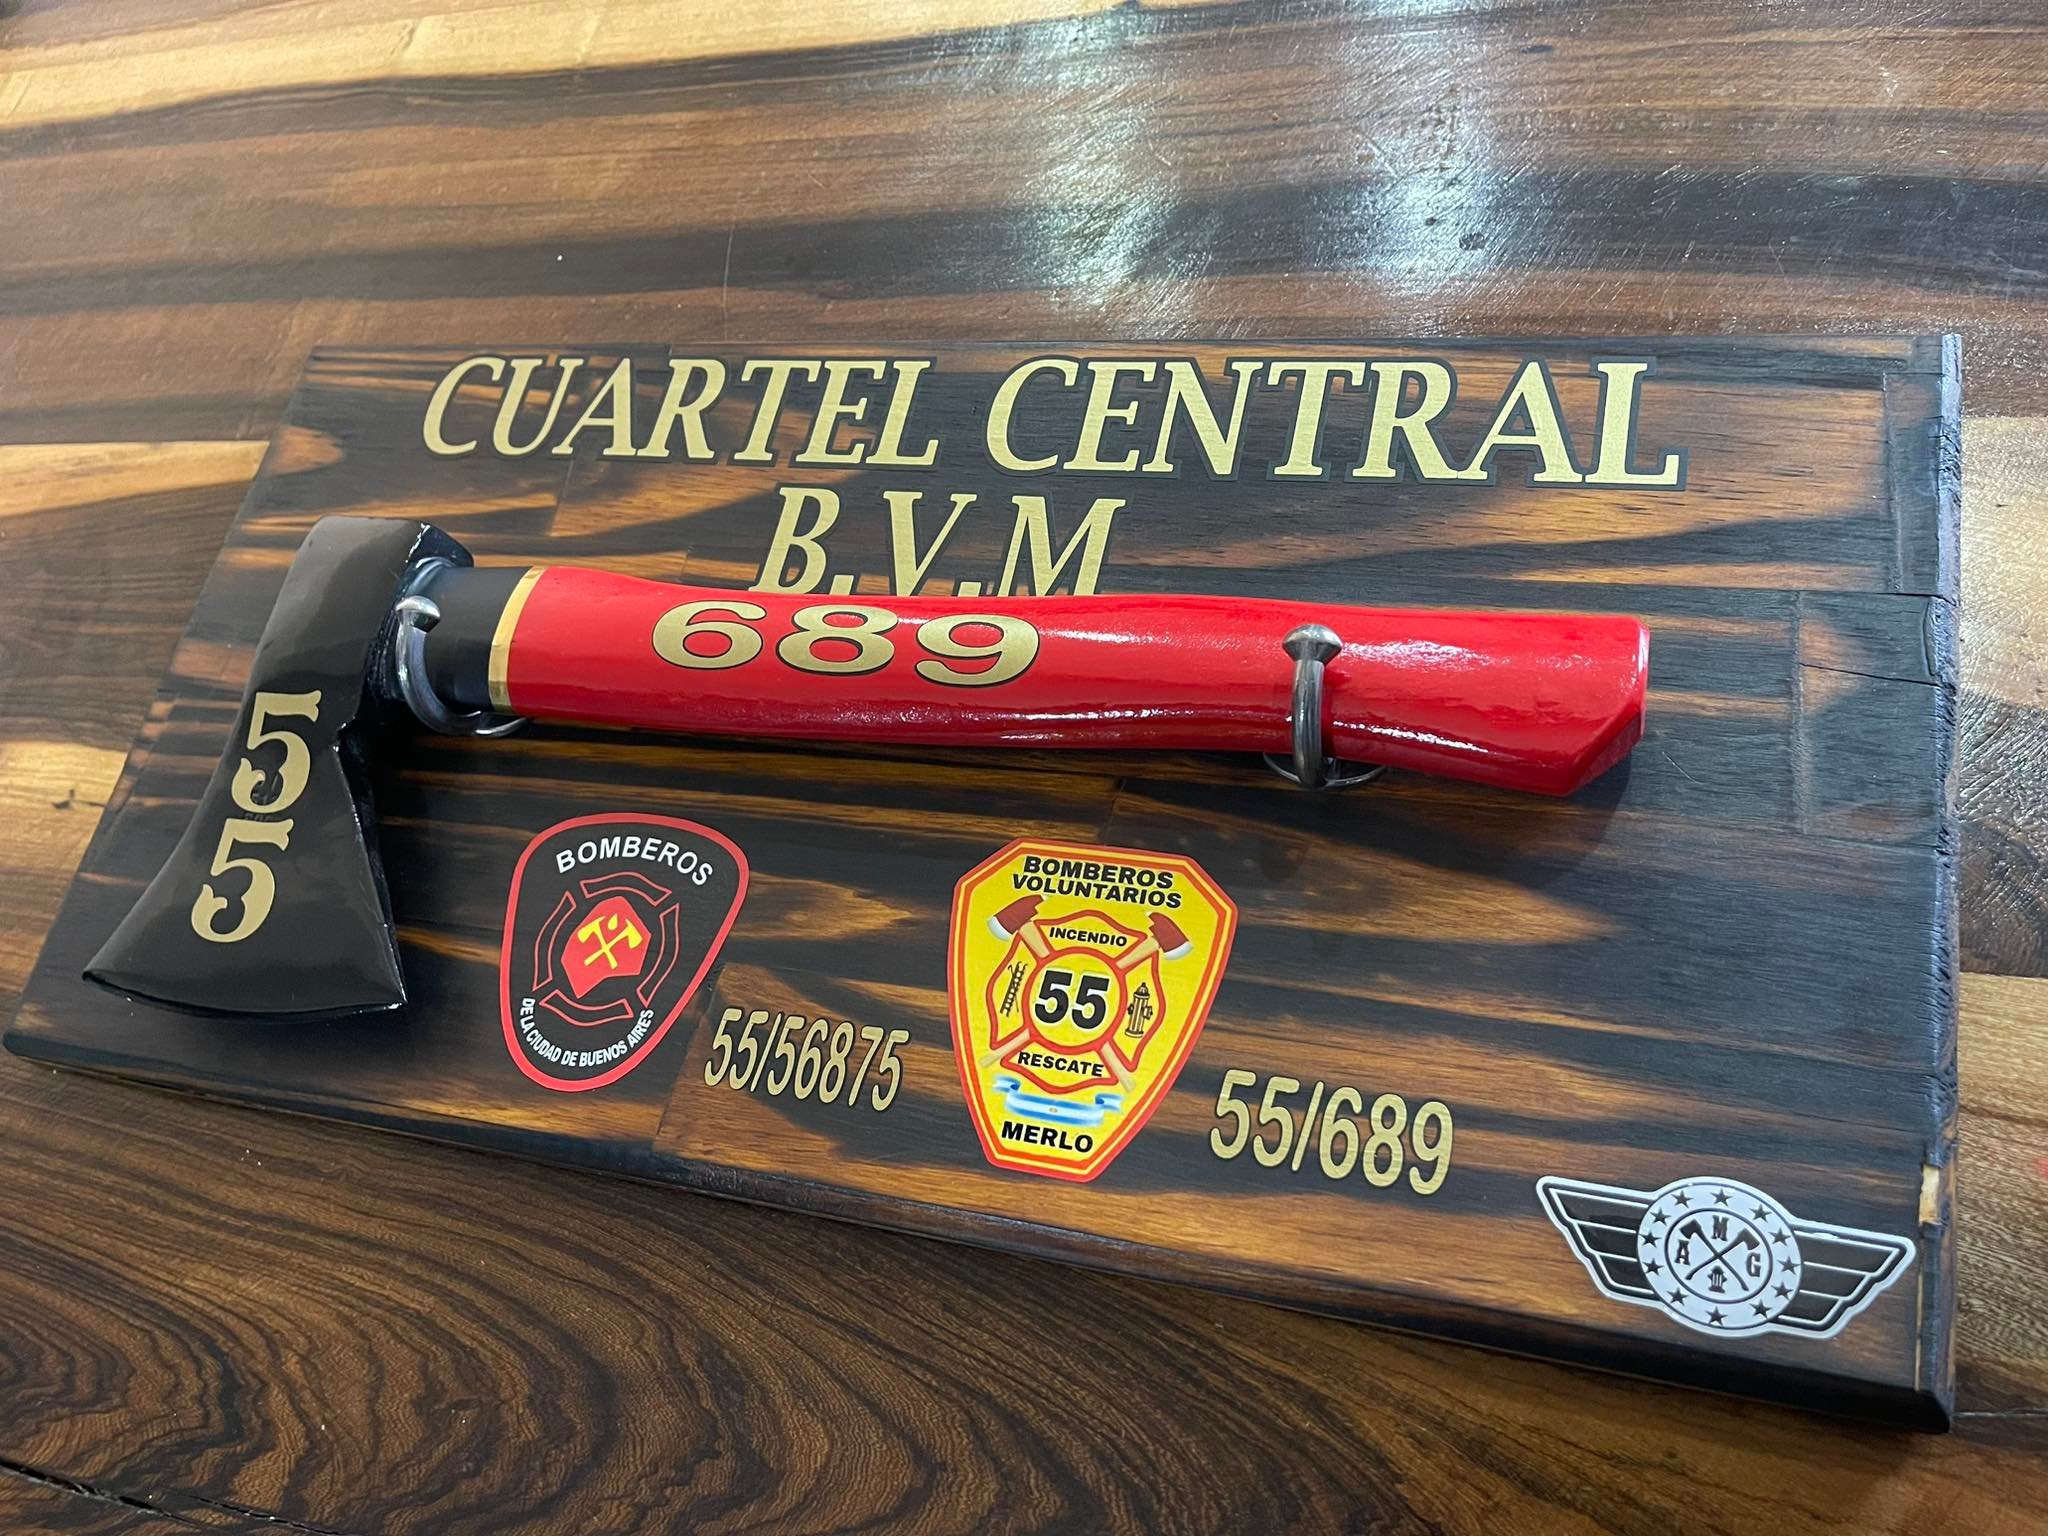 CUARTEL CENTRAL
B.V.M
689
5
5
BOMBEROS
DE LA CIUDAD DE BUENOS AIRES
55/56875
BOMBEROS
VOLUNTARIOS
INCENDIO
55
RESCATE
MERLO
55/689
A M G